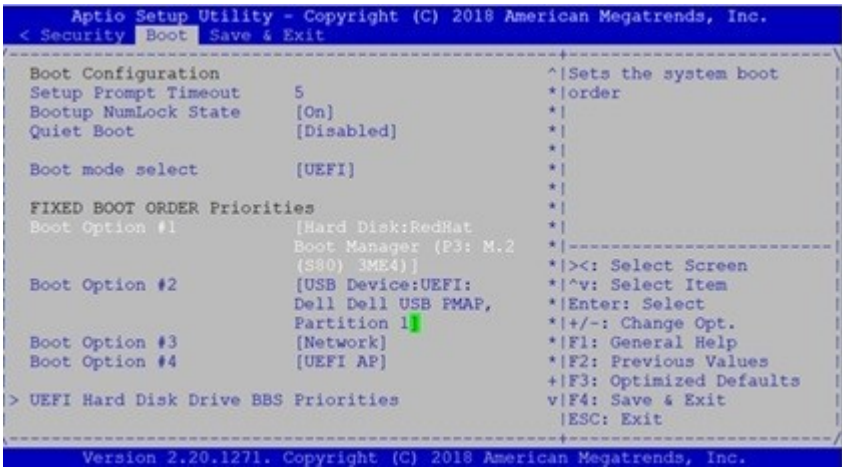 Aptio Setup Utility - Copyright (C) 2018 American Megatrends, Inc.
< Security Boot Save & Exit
Boot Configuration
Setup Prompt Timeout 5
Bootup NumLock State [On]
Quiet Boot [Disabled]
Boot mode select [UEFI]
FIXED BOOT ORDER Priorities
Boot Option #1 [Hard Disk:RedHat
Boot Manager (P3: M.2
(S80) 3ME4)]
Boot Option #2 [USB Device:UEFI:
Dell Dell USB PMAP,
Partition 1]
Boot Option #3 [Network]
Boot Option #4 [UEFI AP]
> UEFI Hard Disk Drive BBS Priorities
^|Sets the system boot
*|order
*|
*|
*|
*|
*|
*|
*|
*|
*|><: Select Screen
*|^v: Select Item
*|Enter: Select
*|+/-: Change Opt.
*|F1: General Help
*|F2: Previous Values
+|F3: Optimized Defaults
v|F4: Save & Exit
|ESC: Exit
Version 2.20.1271. Copyright (C) 2018 American Megatrends, Inc.